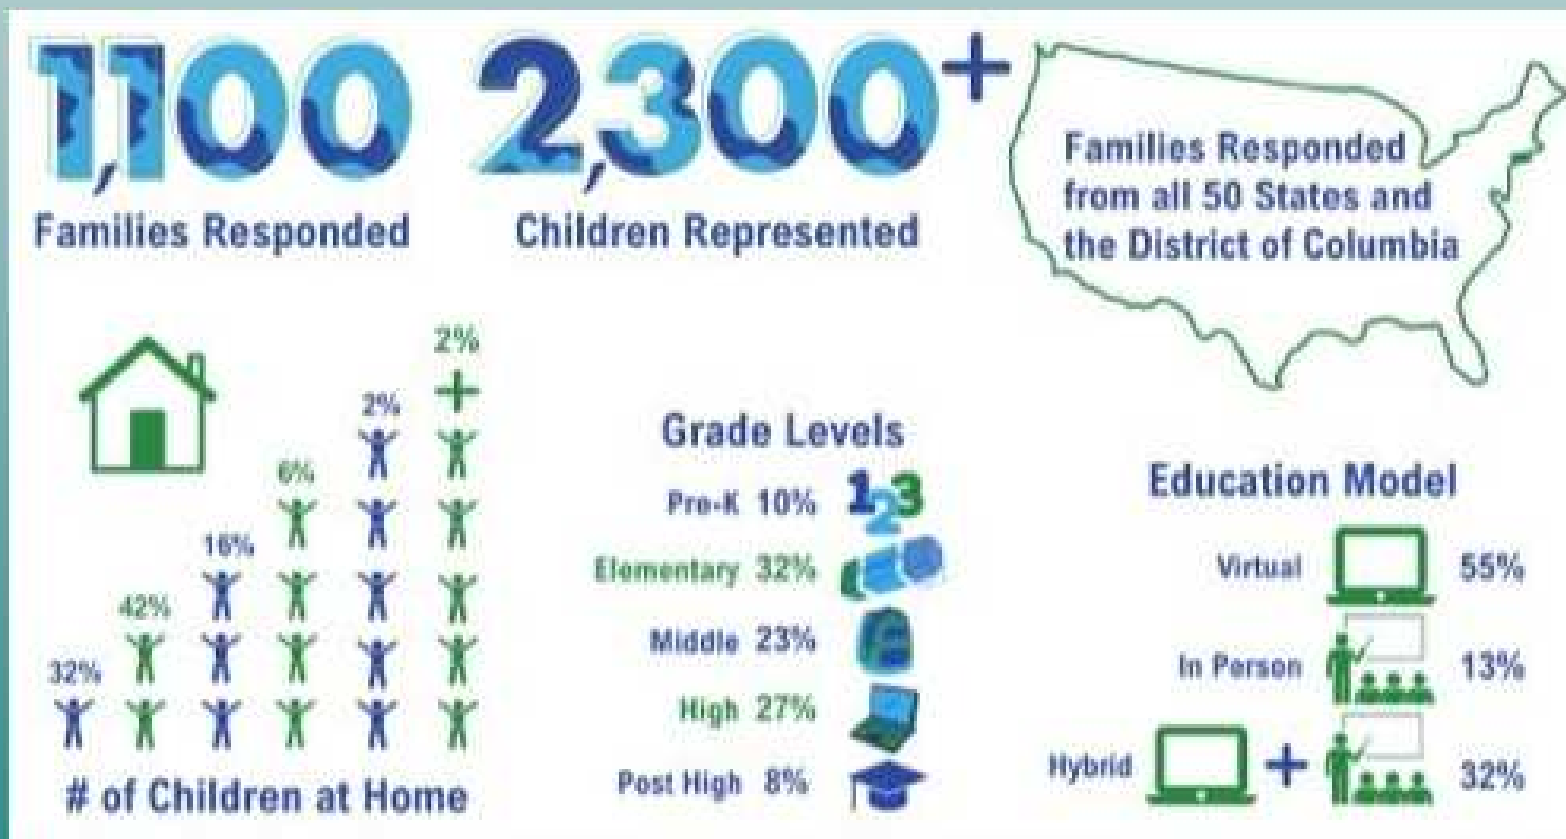 1,100
Families Responded
2,300+
Children Represented
Families Responded
from all 50 States and
the District of Columbia
32%
42%
16%
6%
2%
2%
+
# of Children at Home
Grade Levels
Pre-K 10%
123
Elementary 32%
Middle 23%
High 27%
Post High 8%
Education Model
Virtual 55%
In Person 13%
Hybrid + 32%